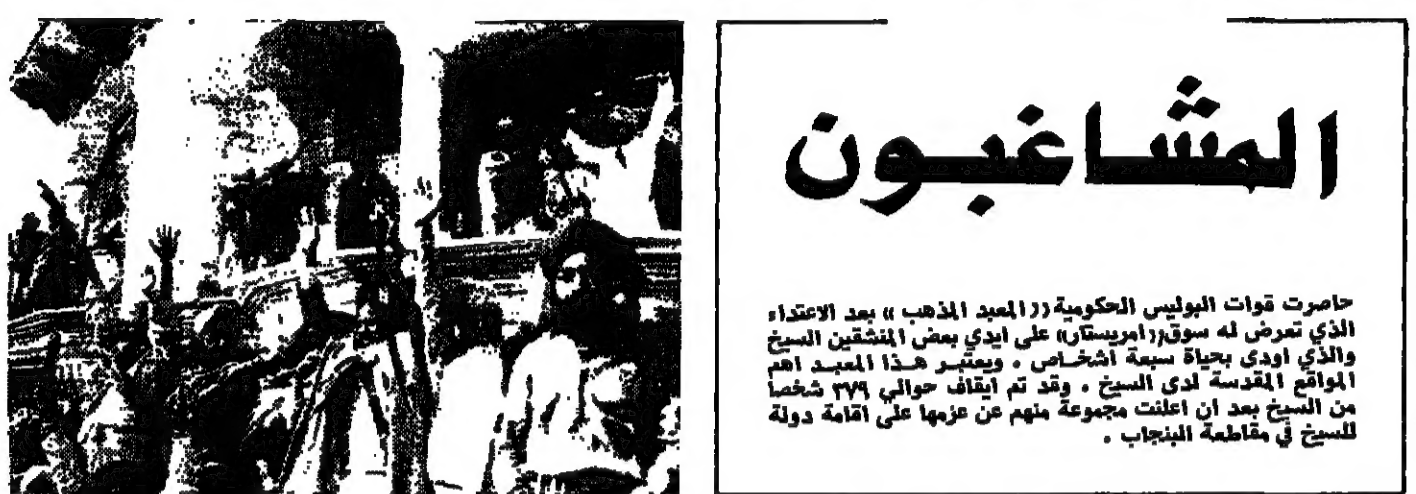 المشاغبون
حاصرت قوات البوليس الحكومية ((المعبد المذهب)) بعد الاعتداء
الذي تعرض له سوق ((امريستار)) على ايدي بعض المنشقين السيخ
والذي اودى بحياة سبعة اشخاص . ويعتبر هذا المعبد اهم
المواقع المقدسة لدى السيخ . وقد تم ايقاف حوالي ٣٧٩ شخصاً
من السيخ بعد ان اعلنت مجموعة منهم عن عزمها على اقامة دولة
للسيخ في مقاطعة البنجاب .